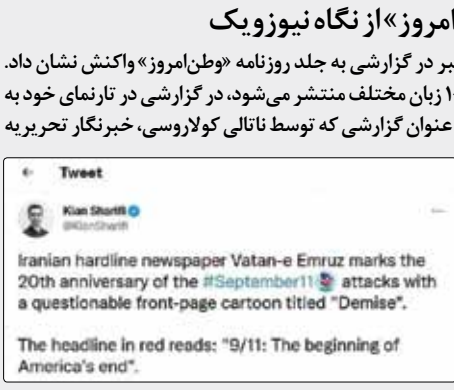 امروز» از نگاه نیوزویک
بر در گزارشی به جلد روزنامه «وطن‌امروز» واکنش نشان داد.
۱۰ زبان مختلف منتشر می‌شود، در گزارشی در تارنمای خود به
عنوان گزارشی که توسط ناتالی کولاروسی، خبرنگار تحریریه
Tweet
Kian Sharifi
@KianSharifi
Iranian hardline newspaper Vatan-e Emruz marks the
20th anniversary of the #September11 attacks with
a questionable front-page cartoon titled "Demise".
The headline in red reads: "9/11: The beginning of
America's end".